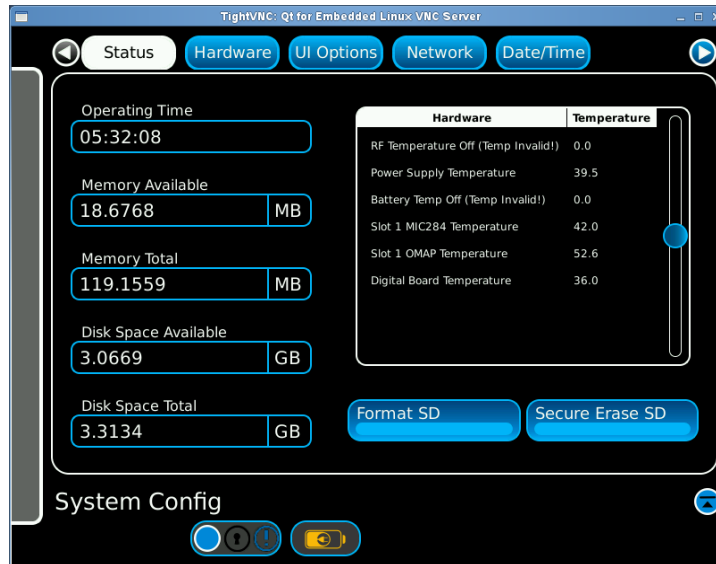 TightVNC: Qt for Embedded Linux VNC Server
Status
Hardware
UI Options
Network
Date/Time
Operating Time
05:32:08
Memory Available
18.6768 MB
Memory Total
119.1559 MB
Disk Space Available
3.0669 GB
Disk Space Total
3.3134 GB
Hardware Temperature
RF Temperature Off (Temp Invalid!) 0.0
Power Supply Temperature 39.5
Battery Temp Off (Temp Invalid!) 0.0
Slot 1 MIC284 Temperature 42.0
Slot 1 OMAP Temperature 52.6
Digital Board Temperature 36.0
Format SD
Secure Erase SD
System Config